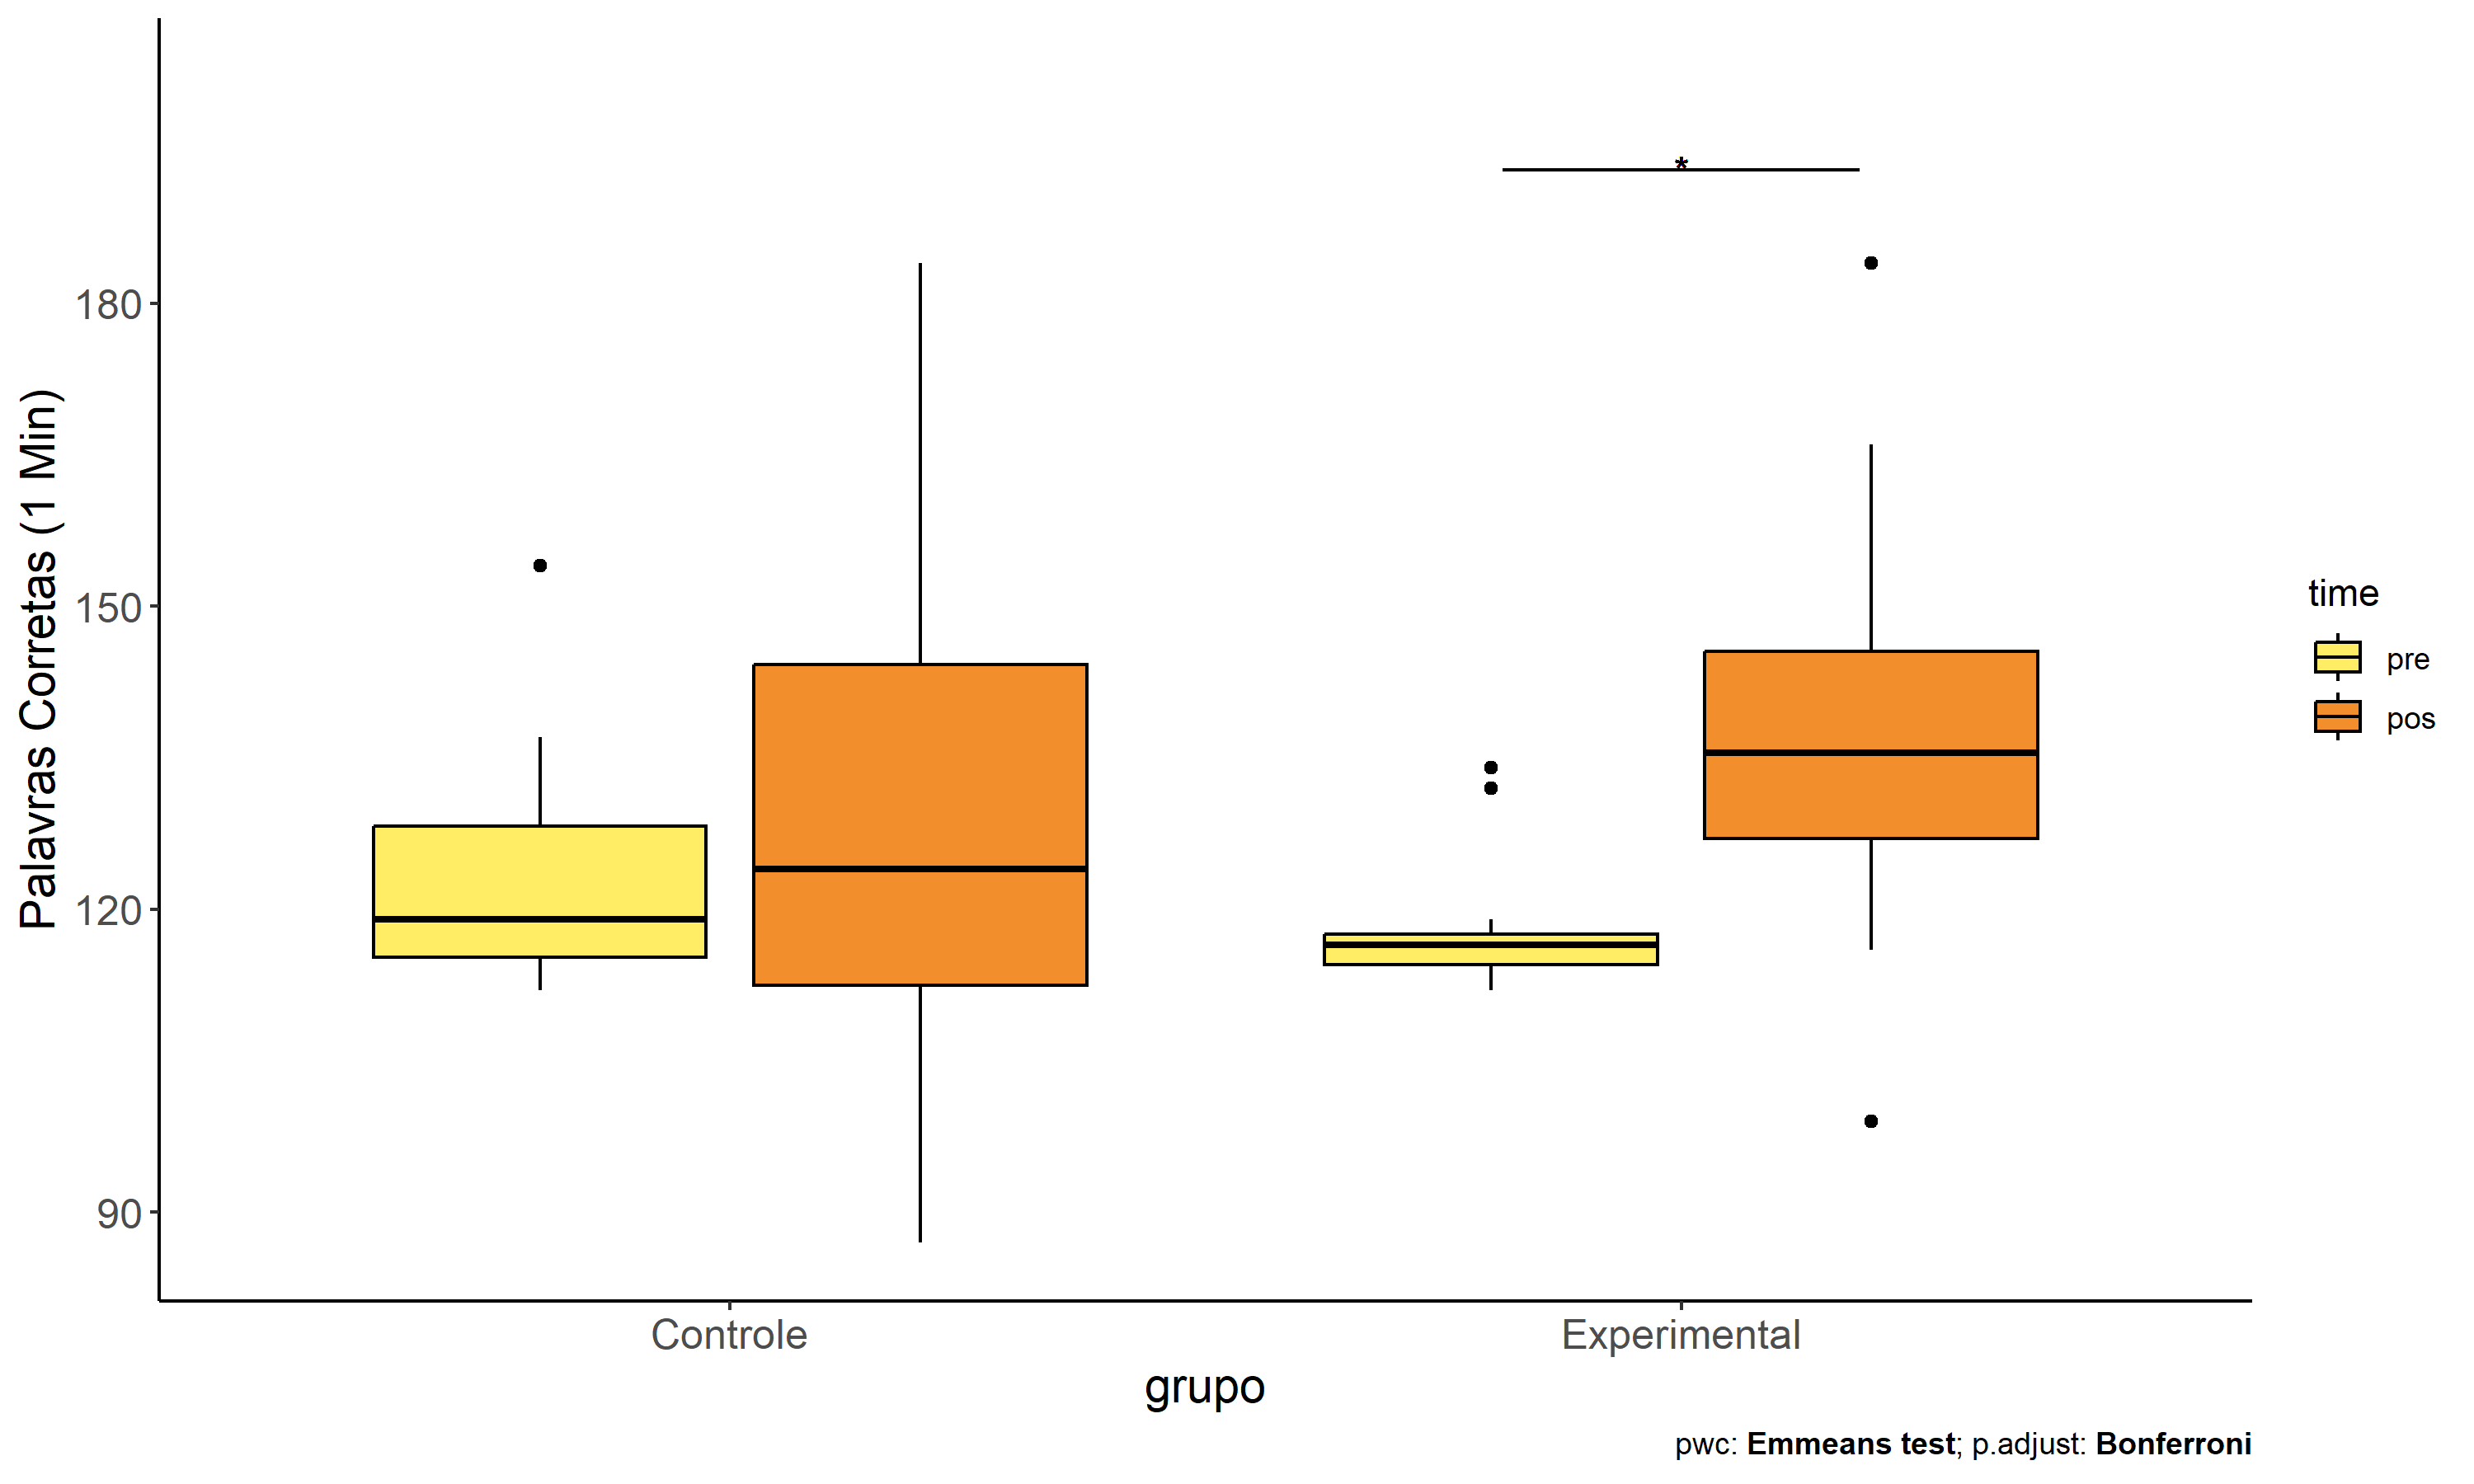 *
Palavras Corretas (1 Min)
180
150
120
90
Controle
Experimental
grupo
time
pre
pos
pwc: Emmeans test; p.adjust: Bonferroni